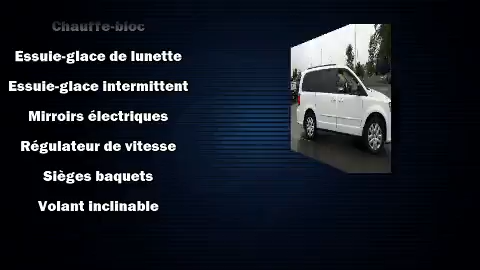 Chauffe-bloc
Essuie-glace de lunette
Essuie-glace intermittent
Mirroirs électriques
Régulateur de vitesse
Sièges baquets
Volant inclinable